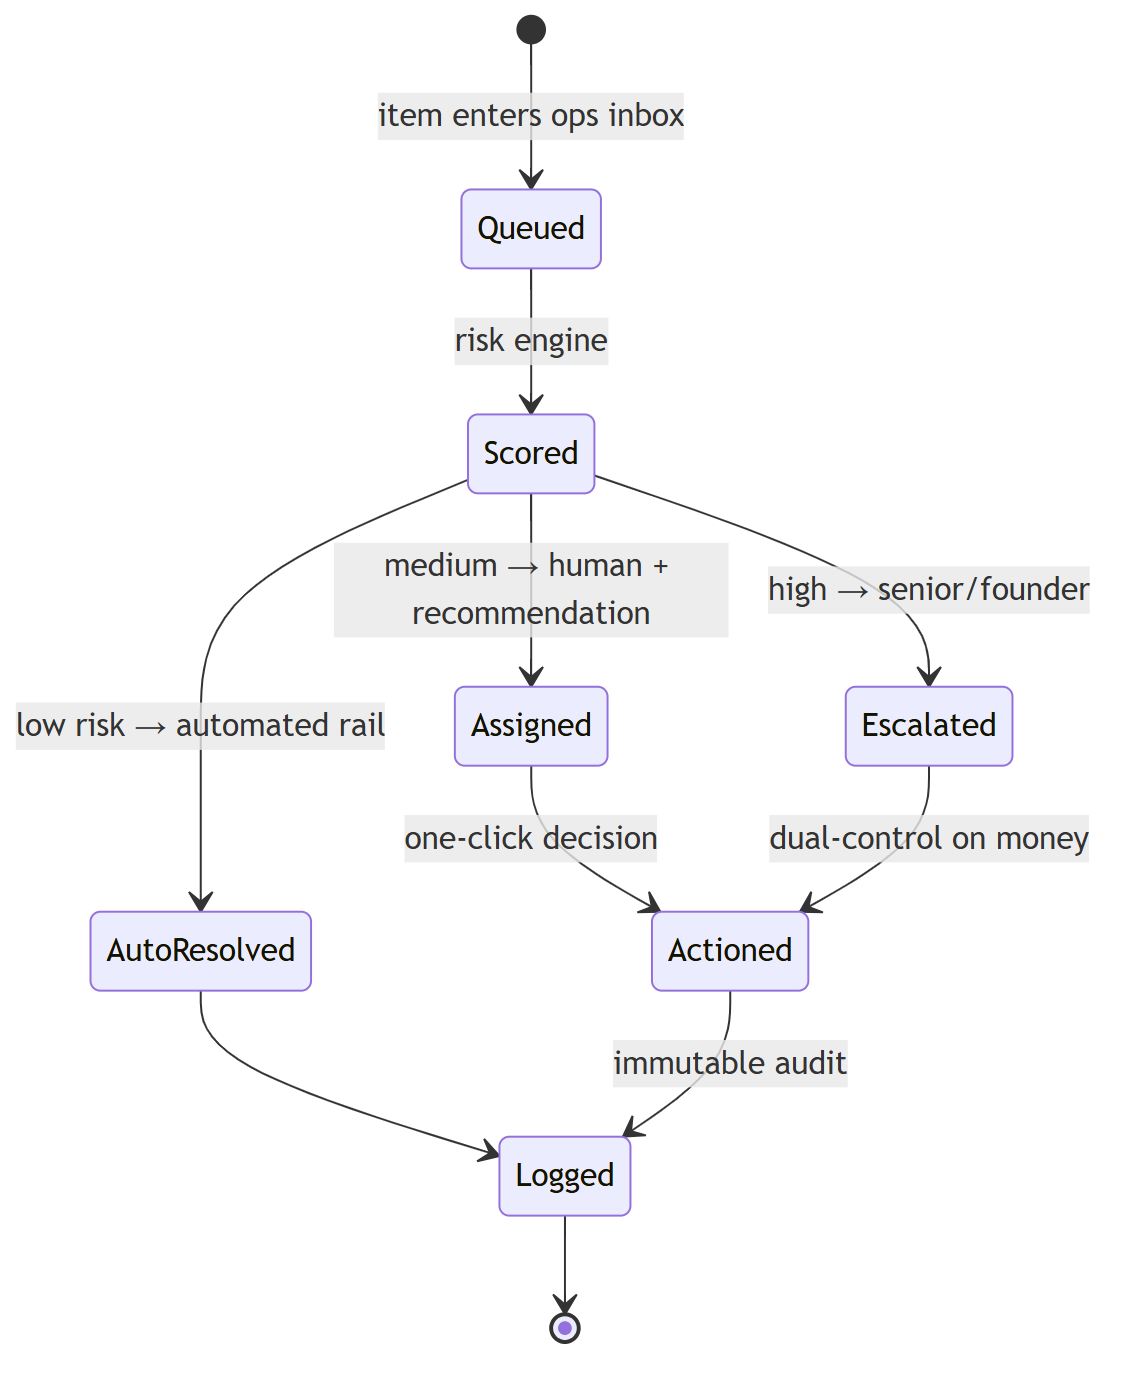 item enters ops inbox
Queued
risk engine
Scored
medium → human +
recommendation
high → senior/founder
low risk → automated rail
Assigned
Escalated
one-click decision
dual-control on money
AutoResolved
Actioned
immutable audit
Logged